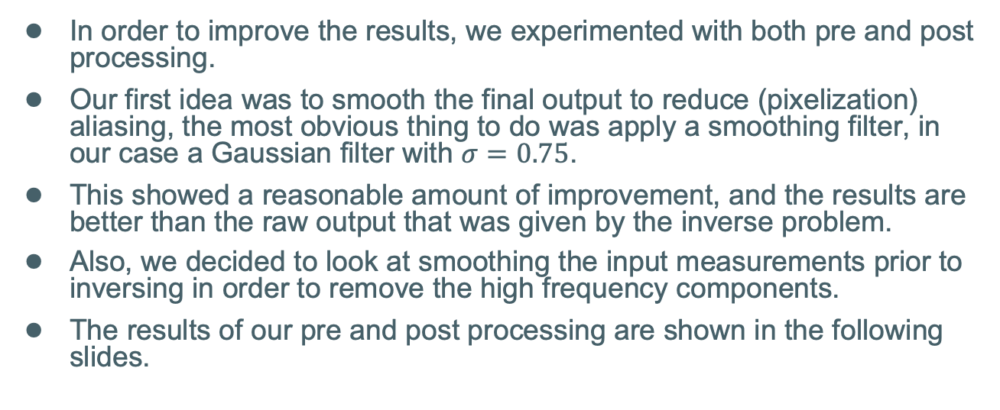 ● In order to improve the results, we experimented with both pre and post
processing.
● Our first idea was to smooth the final output to reduce (pixelization)
aliasing, the most obvious thing to do was apply a smoothing filter, in
our case a Gaussian filter with 𝜎 = 0.75.
● This showed a reasonable amount of improvement, and the results are
better than the raw output that was given by the inverse problem.
● Also, we decided to look at smoothing the input measurements prior to
inversing in order to remove the high frequency components.
● The results of our pre and post processing are shown in the following
slides.